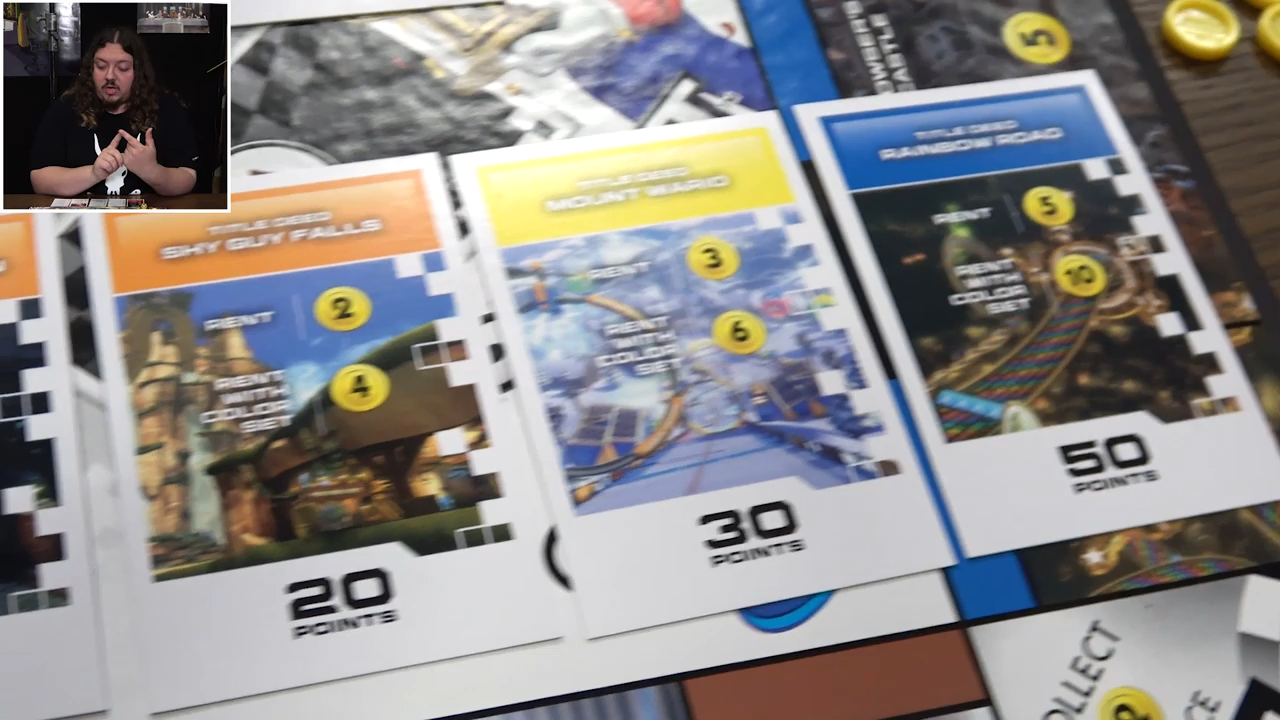 TITLE DEED
SHY GUY FALLS
RENT
2
RENT
WITH
COLOR
SET
4
20
POINTS
TITLE DEED
MOUNT WARIO
RENT
3
RENT
WITH
COLOR
SET
6
30
POINTS
TITLE DEED
RAINBOW ROAD
RENT
5
RENT
WITH
COLOR
SET
10
50
POINTS
5